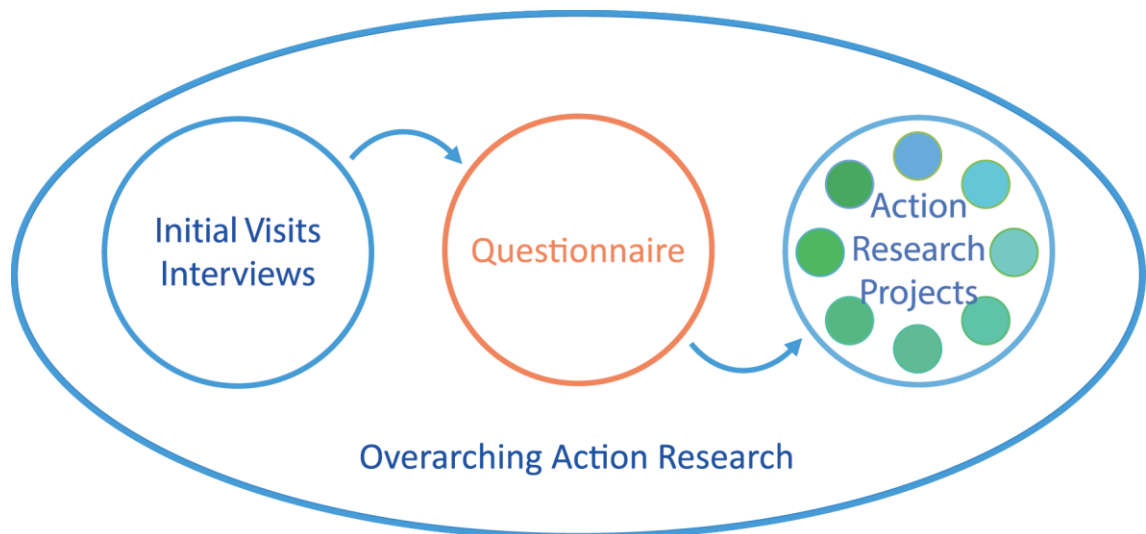 Initial Visits
Interviews
Questionnaire
Action
Research
Projects
Overarching Action Research